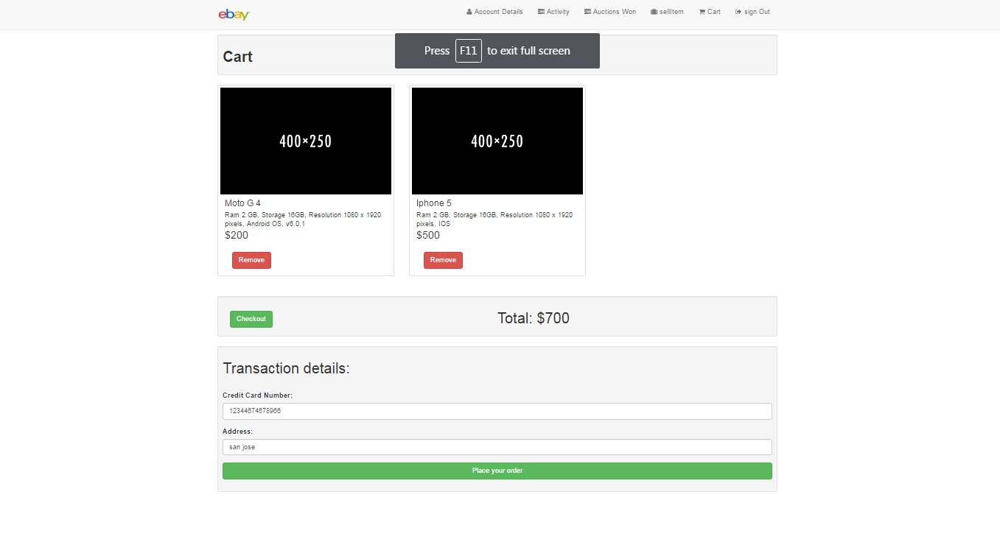 ebay
Account Details Activity Auctions Won sellItem Cart sign Out
Press F11 to exit full screen
Cart
400×250
400×250
Moto G 4
Ram 2 GB, Storage 16GB, Resolution 1080 x 1920
pixels, Android OS, v6.0.1
$200
Remove
Iphone 5
Ram 2 GB, Storage 16GB, Resolution 1080 x 1920
pixels, IOS
$500
Remove
Checkout
Total: $700
Transaction details:
Credit Card Number:
12344674678966
Address:
san jose
Place your order